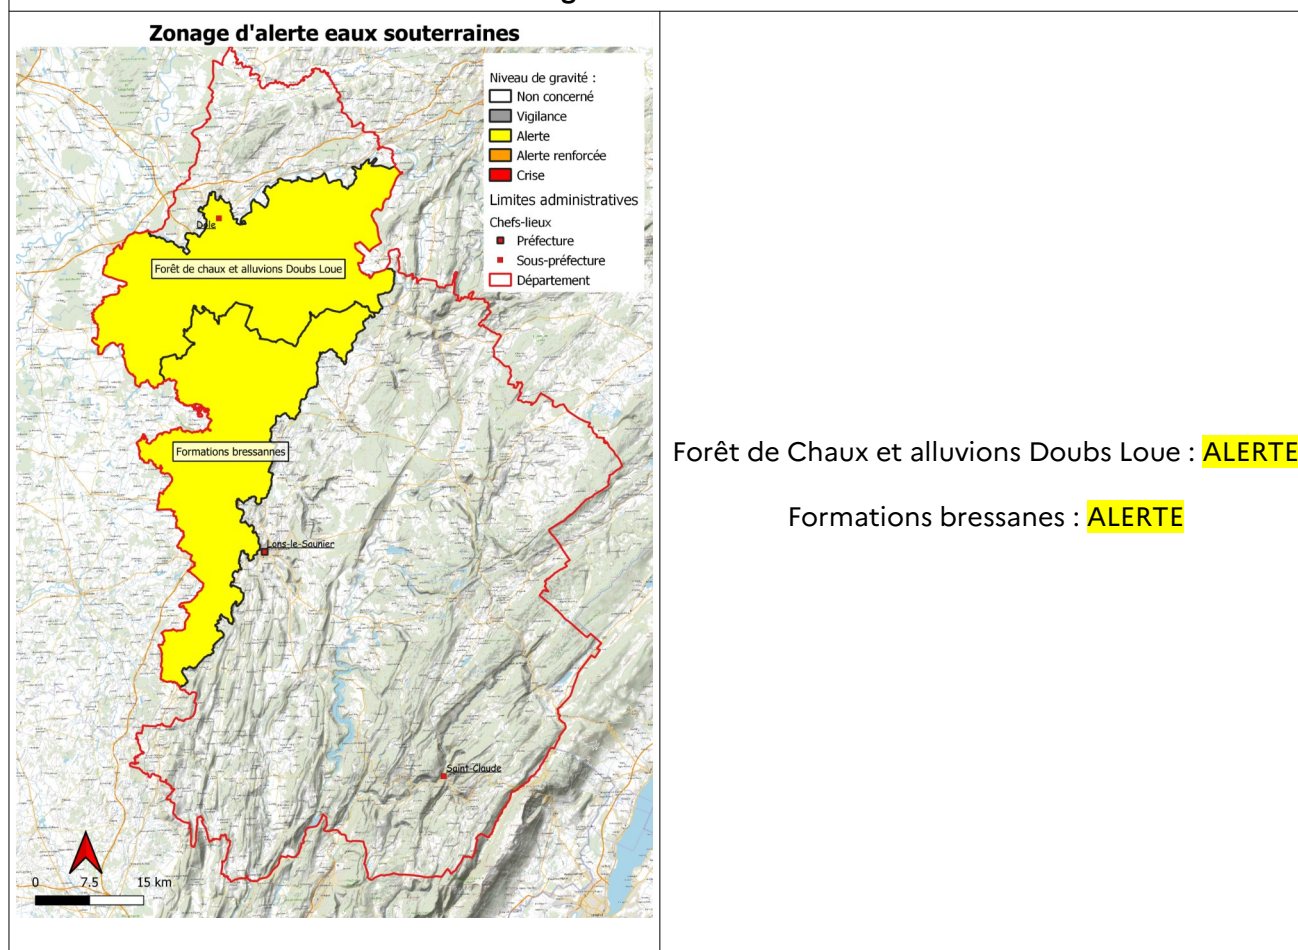 Zonage d'alerte eaux souterraines
Niveau de gravité :
Non concerné
Vigilance
Alerte
Alerte renforcée
Crise
Limites administratives
Chefs-lieux
Préfecture
Sous-préfecture
Département
Dole
Forêt de chaux et alluvions Doubs Loue
Formations bressannes
Lons-le-Saunier
Saint-Claude
0 7.5 15 km
Forêt de Chaux et alluvions Doubs Loue : ALERTE
Formations bressanes : ALERTE